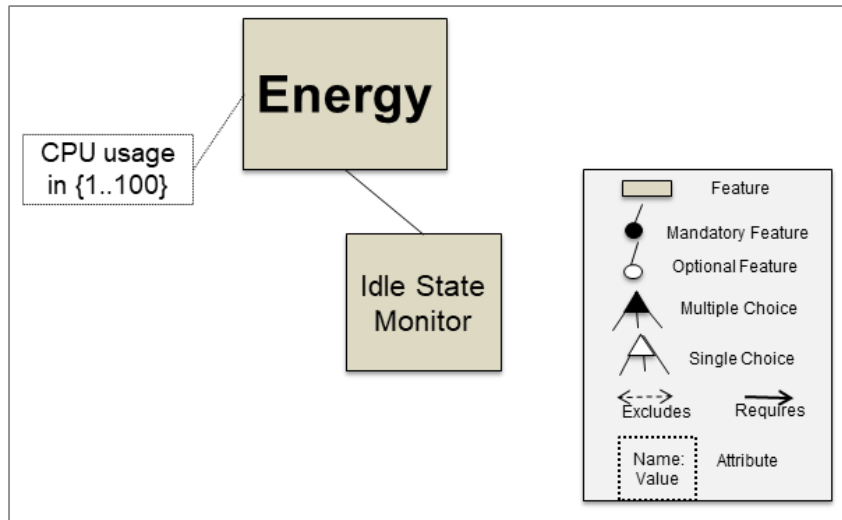 Energy
CPU usage
in {1..100}
Idle State
Monitor
Feature
Mandatory Feature
Optional Feature
Multiple Choice
Single Choice
Excludes Requires
Name:
Value
Attribute